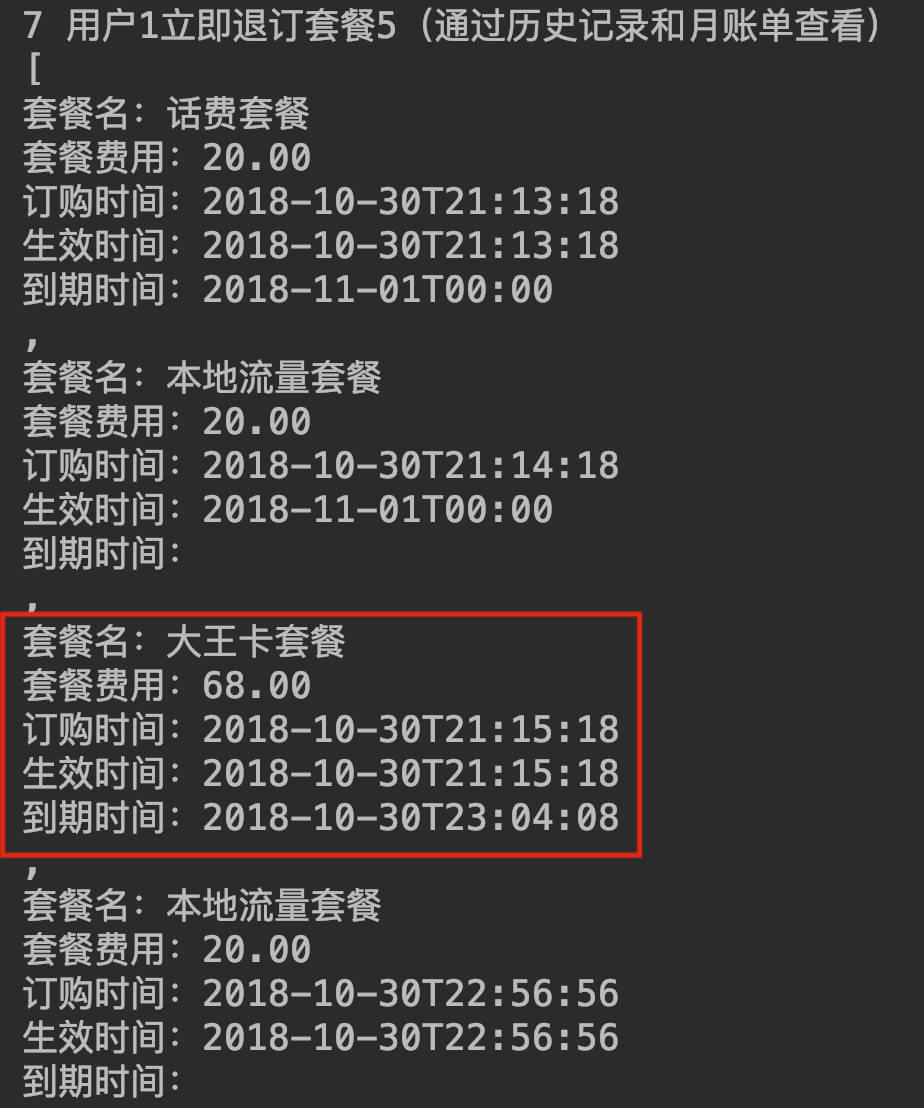 7 用户1立即退订套餐5（通过历史记录和月账单查看）
[
套餐名：话费套餐
套餐费用：20.00
订购时间：2018-10-30T21:13:18
生效时间：2018-10-30T21:13:18
到期时间：2018-11-01T00:00
,
套餐名：本地流量套餐
套餐费用：20.00
订购时间：2018-10-30T21:14:18
生效时间：2018-11-01T00:00
到期时间：
,
套餐名：大王卡套餐
套餐费用：68.00
订购时间：2018-10-30T21:15:18
生效时间：2018-10-30T21:15:18
到期时间：2018-10-30T23:04:08
,
套餐名：本地流量套餐
套餐费用：20.00
订购时间：2018-10-30T22:56:56
生效时间：2018-10-30T22:56:56
到期时间：